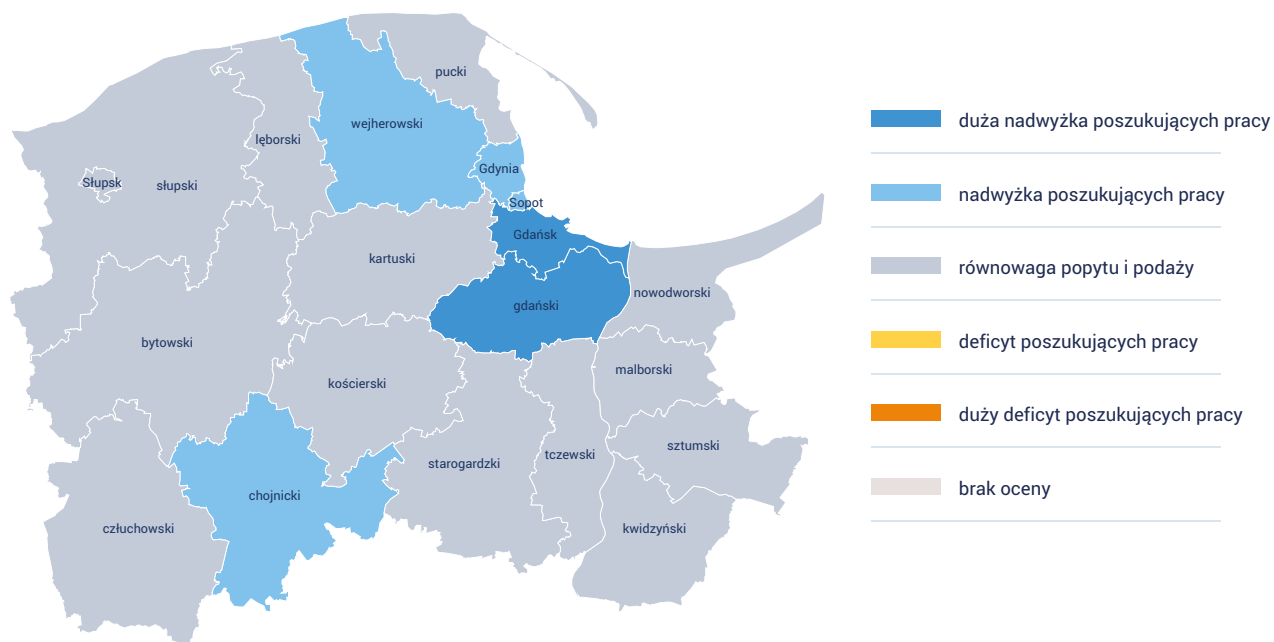 pucki
wejherowski
lęborski
Gdynia
Słupsk
słupski
Sopot
Gdańsk
kartuski
nowodworski
gdański
bytowski
malborski
kościerski
sztumski
tczewski
starogardzki
chojnicki
człuchowski
kwidzyński
duża nadwyżka poszukujących pracy
nadwyżka poszukujących pracy
równowaga popytu i podaży
deficyt poszukujących pracy
duży deficyt poszukujących pracy
brak oceny